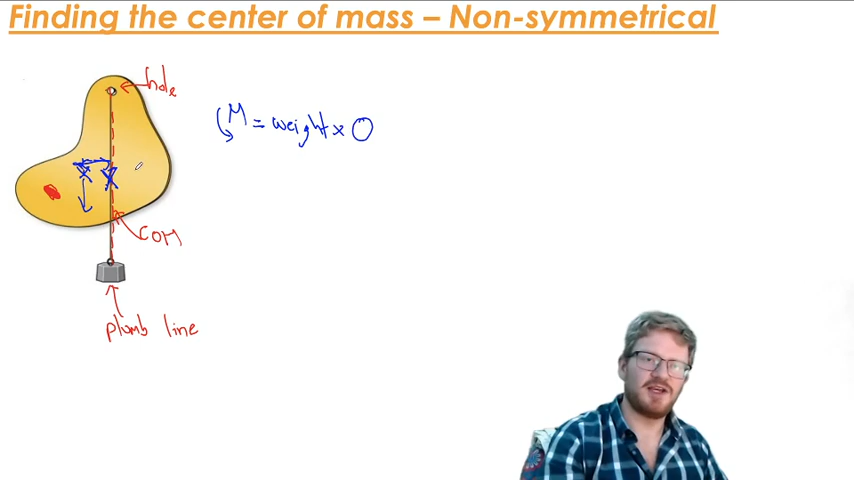 Finding the center of mass – Non-symmetrical
hole
M = weight × 0
COM
plumb line